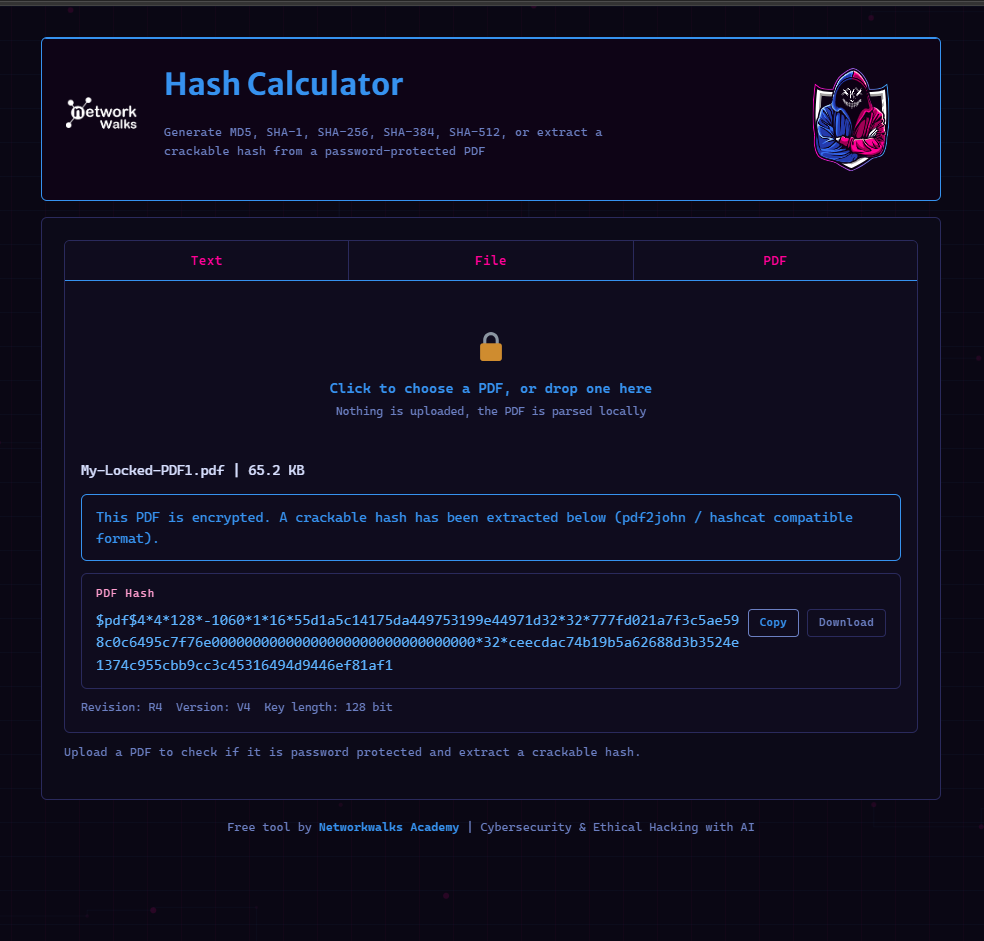 network
Walks
Hash Calculator
Generate MD5, SHA-1, SHA-256, SHA-384, SHA-512, or extract a
crackable hash from a password-protected PDF
Text
File
PDF
Click to choose a PDF, or drop one here
Nothing is uploaded, the PDF is parsed locally
My-Locked-PDF1.pdf | 65.2 KB
This PDF is encrypted. A crackable hash has been extracted below (pdf2john / hashcat compatible
format).
PDF Hash
$pdf$4*4*128*-1060*1*16*55d1a5c14175da449753199e44971d32*32*777fd021a7f3c5ae59
8c0c6495c7f76e00000000000000000000000000000000*32*ceecdac74b19b5a62688d3b3524e
1374c955cbb9cc3c45316494d9446ef81af1
Copy
Download
Revision: R4 Version: V4 Key length: 128 bit
Upload a PDF to check if it is password protected and extract a crackable hash.
Free tool by Networkwalks Academy | Cybersecurity & Ethical Hacking with AI